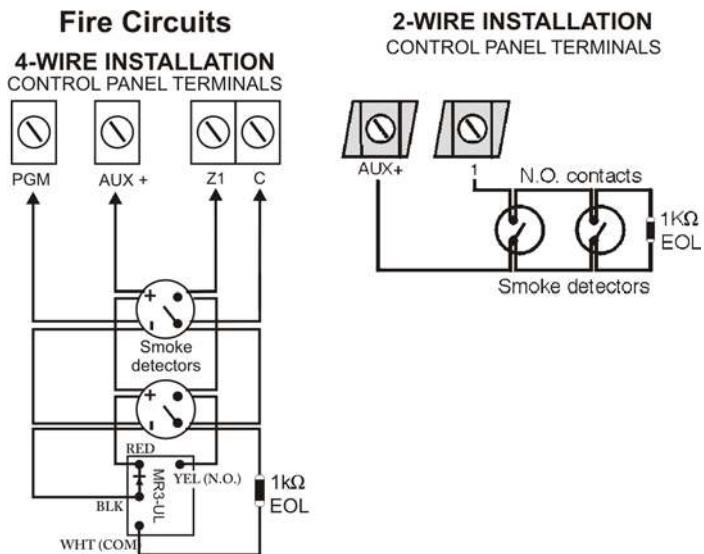 Fire Circuits
4-WIRE INSTALLATION
CONTROL PANEL TERMINALS
PGM
AUX +
Z1
C
+
-
Smoke
detectors
+
-
RED
YEL (N.O.)
MR3-UL
BLK
WHT (COM)
1kΩ
EOL
2-WIRE INSTALLATION
CONTROL PANEL TERMINALS
AUX+
1
N.O. contacts
1KΩ
EOL
Smoke detectors